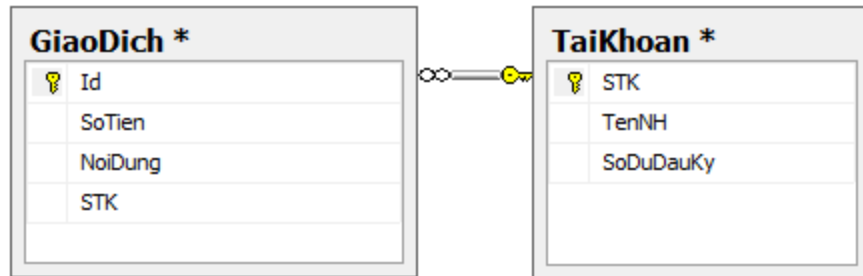 GiaoDich *
Id
SoTien
NoiDung
STK
TaiKhoan *
STK
TenNH
SoDuDauKy